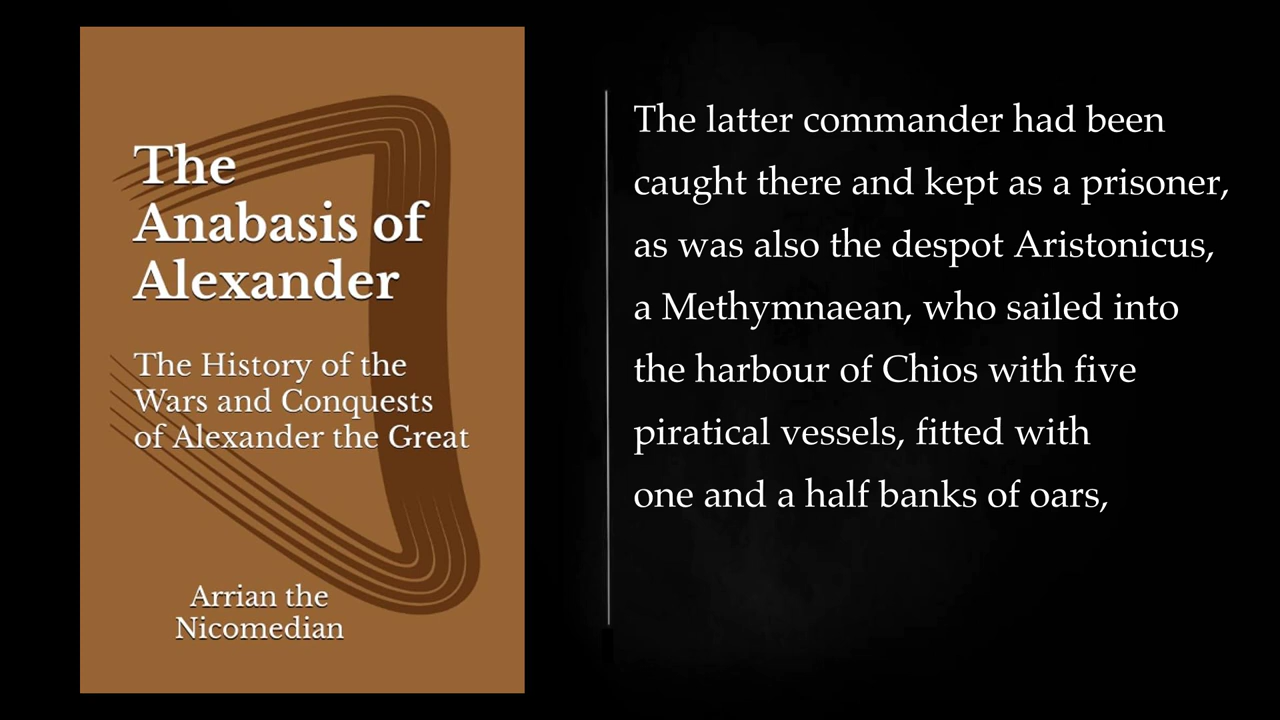 The
Anabasis of
Alexander
The History of the
Wars and Conquests
of Alexander the Great
Arrian the
Nicomedian
The latter commander had been
caught there and kept as a prisoner,
as was also the despot Aristonicus,
a Methymnaean, who sailed into
the harbour of Chios with five
piratical vessels, fitted with
one and a half banks of oars,